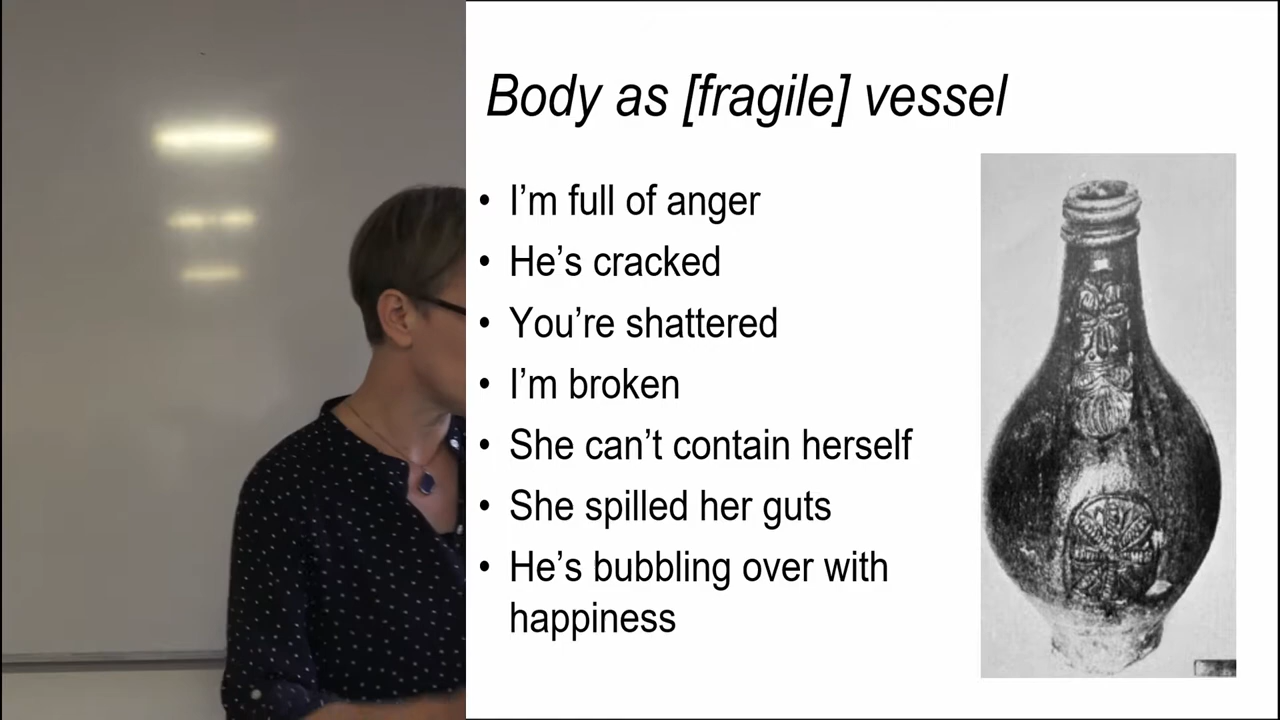 Body as [fragile] vessel
• I'm full of anger
• He's cracked
• You're shattered
• I'm broken
• She can't contain herself
• She spilled her guts
• He's bubbling over with
happiness